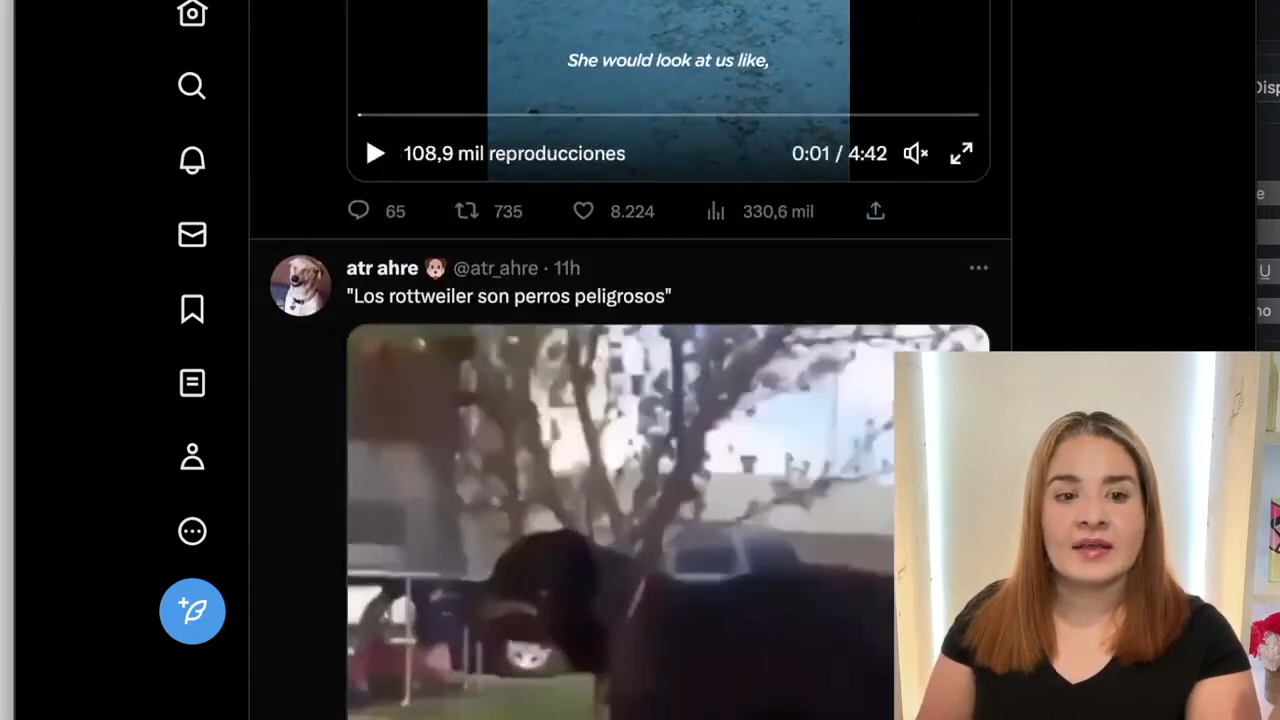 She would look at us like,
108,9 mil reproducciones
0:01 / 4:42
65
735
8.224
330,6 mil
atr ahre @atr_ahre · 11h
"Los rottweiler son perros peligrosos"
U